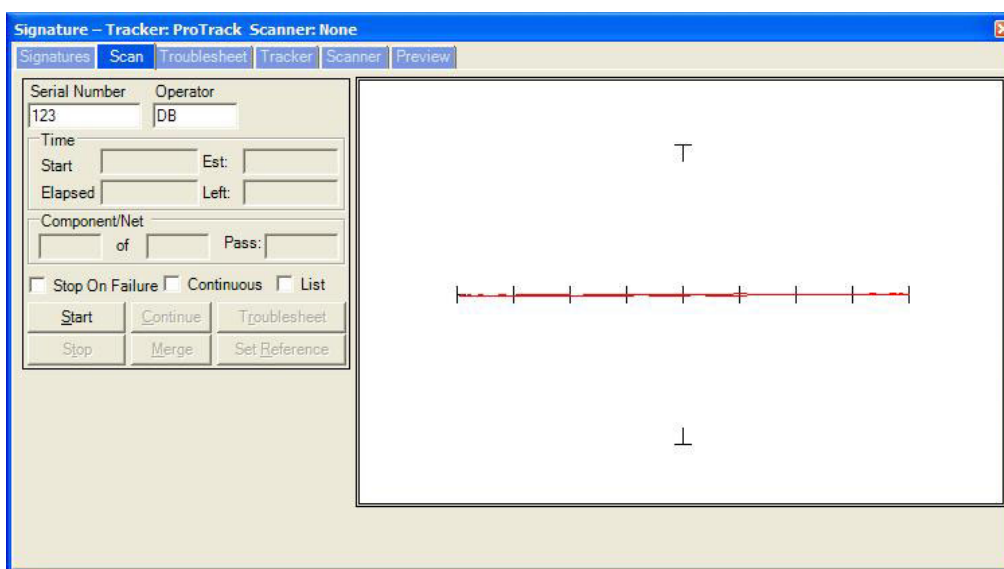 Signature – Tracker: ProTrack Scanner: None
Signatures Scan Troublesheet Tracker Scanner Preview
Serial Number Operator
123 DB
Time
Start Est:
Elapsed Left:
Component/Net
of Pass:
Stop On Failure Continuous List
Start Continue Troublesheet
Stop Merge Set Reference